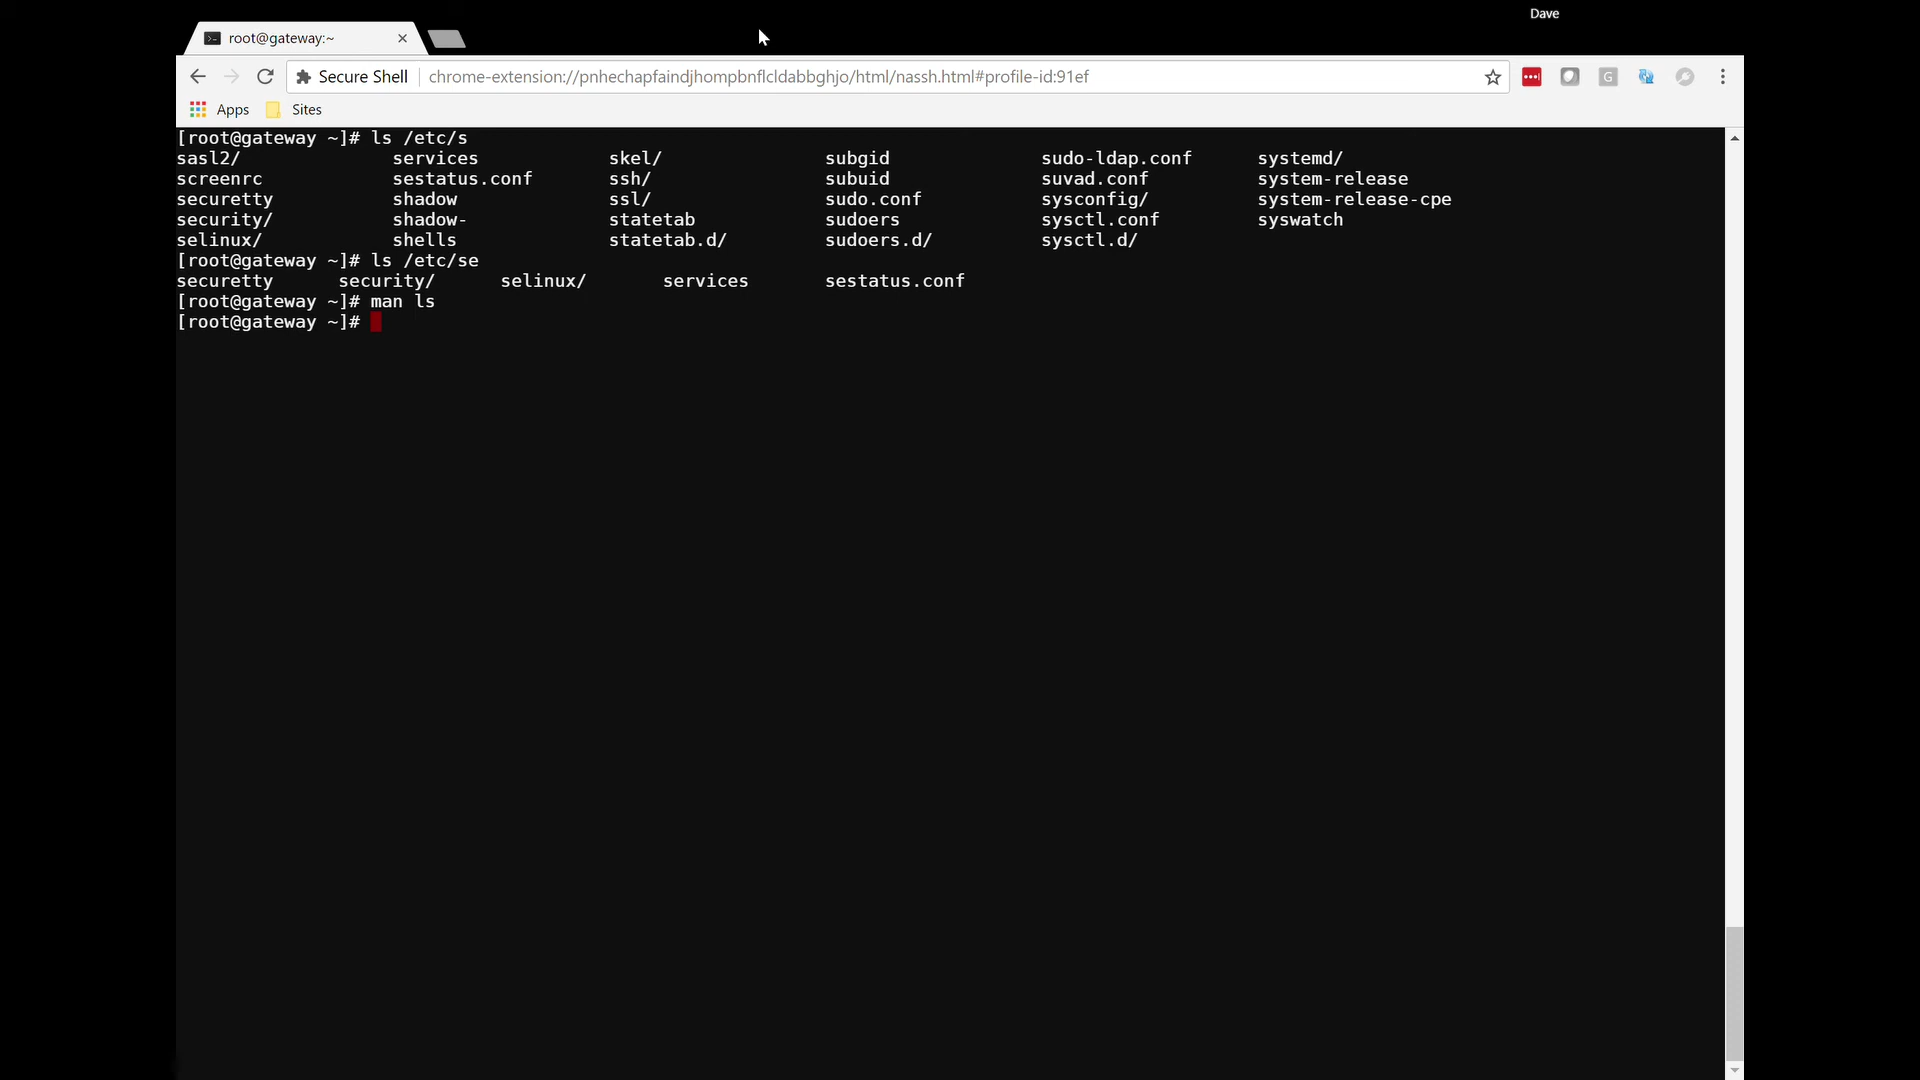 Dave
root@gateway:~
Secure Shell chrome-extension://pnhechapfaindjhompbnflcldabbghjo/html/nassh.html#profile-id:91ef
G
Apps Sites
[root@gateway ~]# ls /etc/s
sasl2/ services skel/ subgid sudo-ldap.conf systemd/
screenrc sestatus.conf ssh/ subuid suvad.conf system-release
securetty shadow ssl/ sudo.conf sysconfig/ system-release-cpe
security/ shadow- statetab sudoers sysctl.conf syswatch
selinux/ shells statetab.d/ sudoers.d/ sysctl.d/
[root@gateway ~]# ls /etc/se
securetty security/ selinux/ services sestatus.conf
[root@gateway ~]# man ls
[root@gateway ~]#